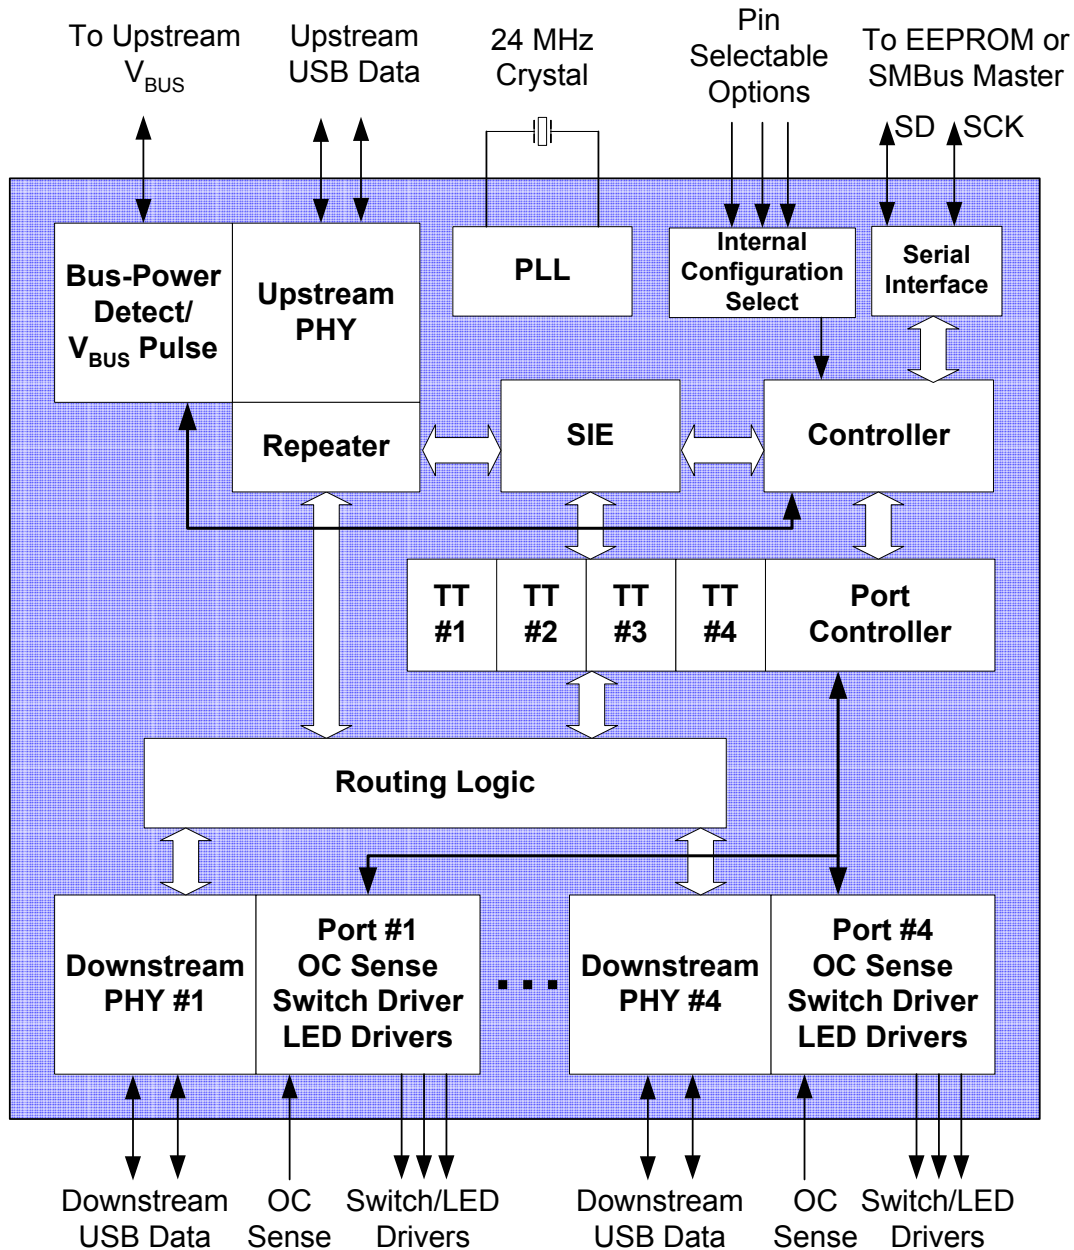 To Upstream
VBUS
Upstream
USB Data
24 MHz
Crystal
Pin
Selectable
Options
To EEPROM or
SMBus Master
SD
SCK
Bus-Power
Detect/
VBUS Pulse
Upstream
PHY
PLL
Internal
Configuration
Select
Serial
Interface
Repeater
SIE
Controller
TT
#1
TT
#2
TT
#3
TT
#4
Port
Controller
Routing Logic
Downstream
PHY #1
Port #1
OC Sense
Switch Driver
LED Drivers
...
Downstream
PHY #4
Port #4
OC Sense
Switch Driver
LED Drivers
Downstream
USB Data
OC
Sense
Switch/LED
Drivers
Downstream
USB Data
OC
Sense
Switch/LED
Drivers